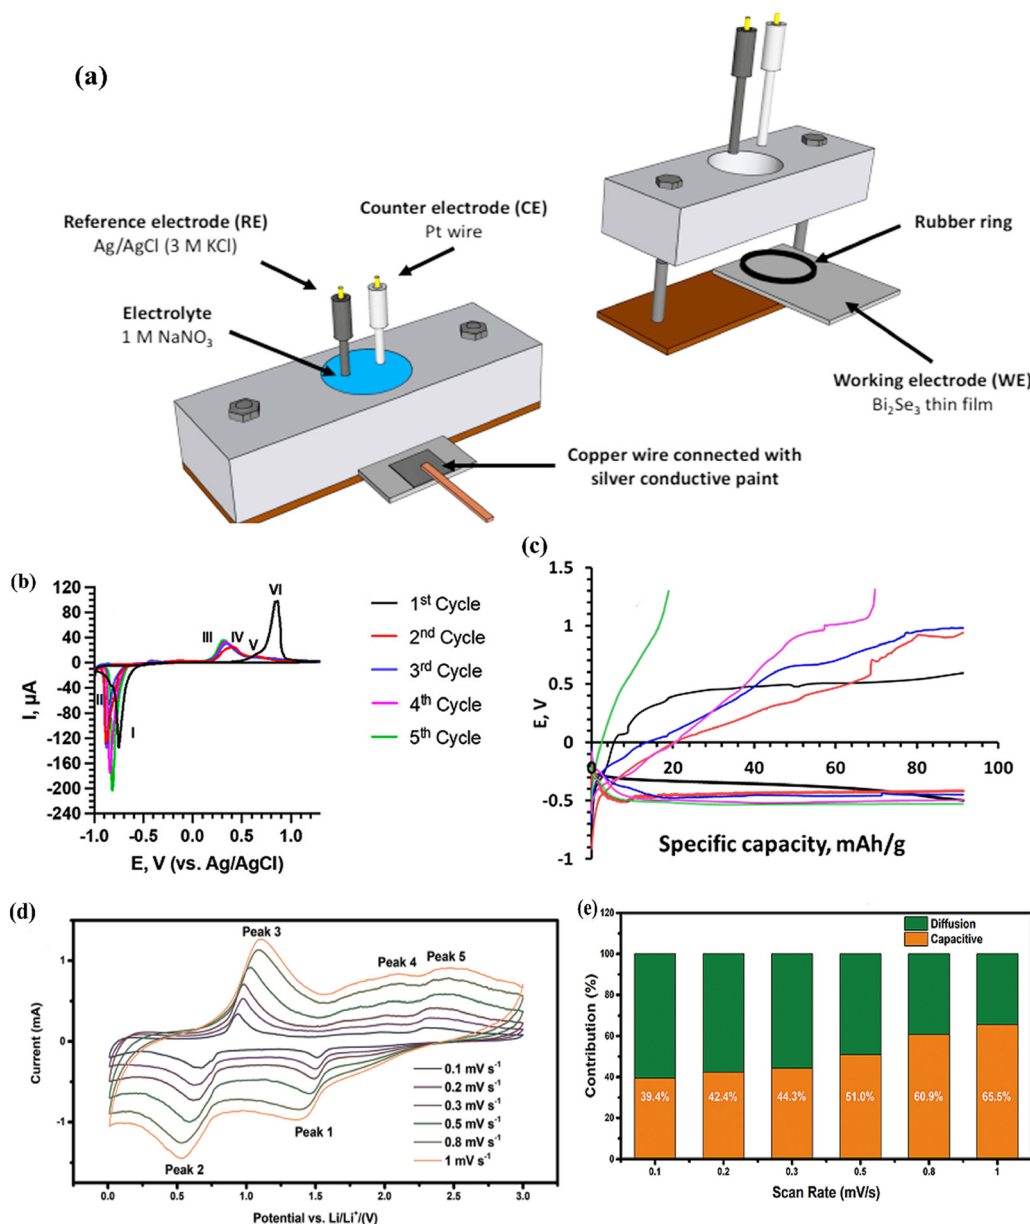 (a)
Reference electrode (RE)
Ag/AgCl (3 M KCl)
Counter electrode (CE)
Pt wire
Electrolyte
1 M NaNO₃
Rubber ring
Working electrode (WE)
Bi₂Se₃ thin film
Copper wire connected with
silver conductive paint
(b)
120
80
40
0
-40
-80
-120
-160
-200
-240
I, µA
-1.0
-0.5
0.0
0.5
1.0
E, V (vs. Ag/AgCl)
I
II
III
IV
V
VI
1ˢᵗ Cycle
2ⁿᵈ Cycle
3ʳᵈ Cycle
4ᵗʰ Cycle
5ᵗʰ Cycle
(c)
1.5
1
0.5
0
-0.5
-1
E, V
0
20
40
60
80
100
Specific capacity, mAh/g
(d)
Peak 3
Peak 4
Peak 5
Peak 1
Peak 2
1
0
-1
Current (mA)
0.1 mV s⁻¹
0.2 mV s⁻¹
0.3 mV s⁻¹
0.5 mV s⁻¹
0.8 mV s⁻¹
1 mV s⁻¹
0.0
0.5
1.0
1.5
2.0
2.5
3.0
Potential vs. Li/Li⁺/(V)
(e)
Diffusion
Capacitive
120
100
80
60
40
20
0
Contribution (%)
39.4%
42.4%
44.3%
51.0%
60.9%
65.5%
0.1
0.2
0.3
0.5
0.8
1
Scan Rate (mV/s)